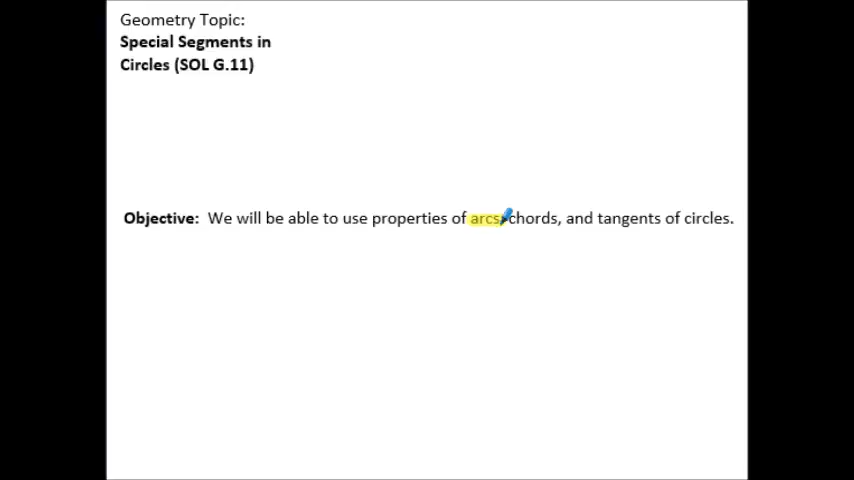 Geometry Topic:
Special Segments in
Circles (SOL G.11)
Objective: We will be able to use properties of arcs, chords, and tangents of circles.